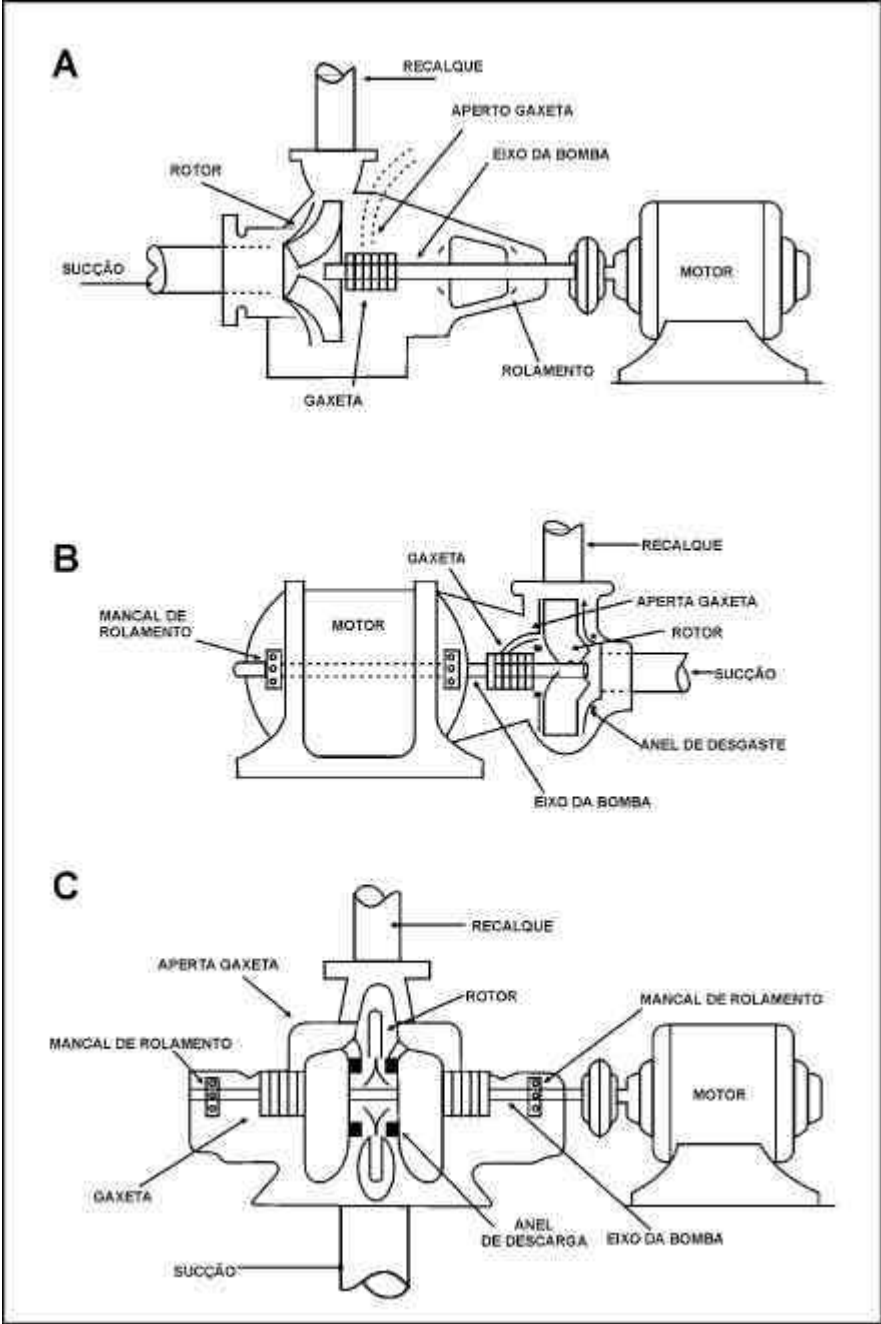 A
RECALQUE
APERTO GAXETA
EIXO DA BOMBA
ROTOR
SUCÇÃO
MOTOR
ROLAMENTO
GAXETA
B
RECALQUE
GAXETA
APERTA GAXETA
MANCAL DE
ROLAMENTO
MOTOR
ROTOR
SUCÇÃO
ANEL DE DESGASTE
EIXO DA BOMBA
C
RECALQUE
APERTA GAXETA
ROTOR
MANCAL DE ROLAMENTO
MANCAL DE ROLAMENTO
MOTOR
GAXETA
ANEL
DE DESCARGA
EIXO DA BOMBA
SUCÇÃO